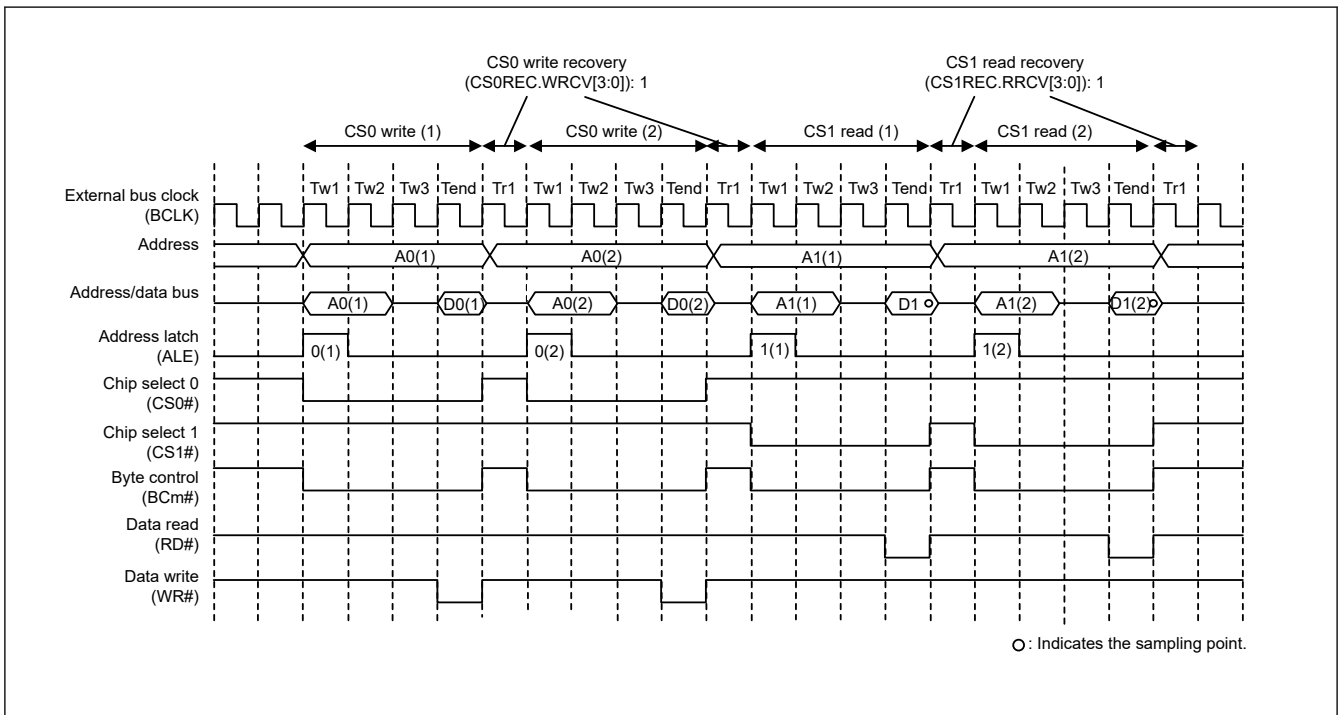 CS0 write recovery
(CS0REC.WRCV[3:0]): 1
CS1 read recovery
(CS1REC.RRCV[3:0]): 1
CS0 write (1)
CS0 write (2)
CS1 read (1)
CS1 read (2)
Tw1 Tw2 Tw3 Tend Tr1 Tw1 Tw2 Tw3 Tend Tr1 Tw1 Tw2 Tw3 Tend Tr1 Tw1 Tw2 Tw3 Tend Tr1
External bus clock
(BCLK)
Address
A0(1) A0(2) A1(1) A1(2)
Address/data bus
A0(1) D0(1) A0(2) D0(2) A1(1) D1 A1(2) D1(2)
Address latch
(ALE)
0(1) 0(2) 1(1) 1(2)
Chip select 0
(CS0#)
Chip select 1
(CS1#)
Byte control
(BCm#)
Data read
(RD#)
Data write
(WR#)
: Indicates the sampling point.